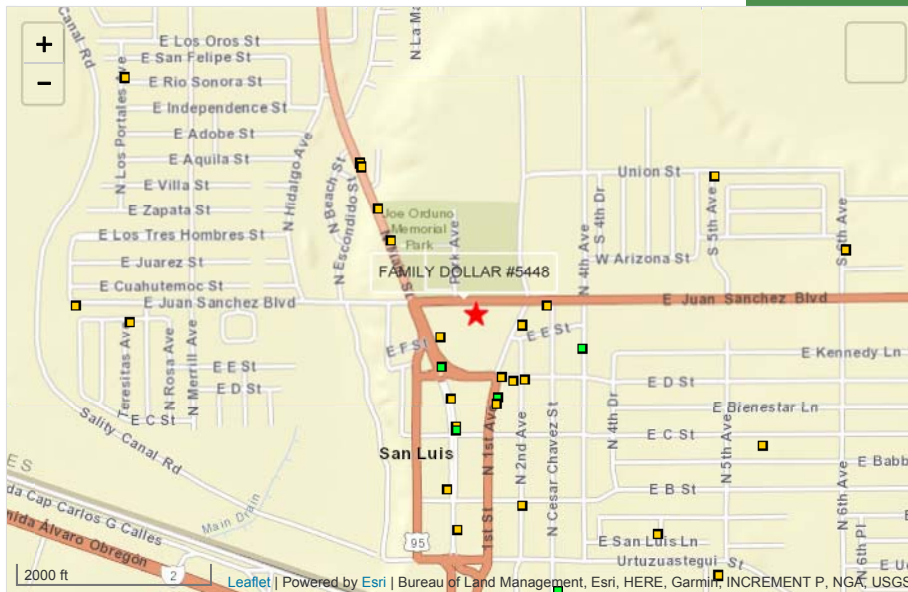 Canal Rd
N La Ma
+
−
E Los Oros St
E San Felipe St
E Rio Sonora St
E Independence St
E Adobe St
E Aquila St
E Villa St
E Zapata St
E Los Tres Hombres St
E Juarez St
E Cuahutemoc St
E Juan Sanchez Blvd
N Los Portales Ave
N Hidalgo Ave
N Beach St
N Escondido St
Joe Orduno
Memorial
Park
Park Ave
Union St
N 4th Ave
S 4th Dr
S 5th Ave
W Arizona St
FAMILY DOLLAR #5448
E Juan Sanchez Blvd
E F St
E E St
E Kennedy Ln
E D St
E Bienestar Ln
E C St
E Babb
E B St
E San Luis Ln
Urtuzuastegui St
N 1st Ave
1st St
N 2nd Ave
N Cesar Chavez St
N 4th Dr
N 5th Ave
N 6th Ave
N 6th Pl
Teresitas Ave
N Rosa Ave
N Merrill Ave
E E St
E D St
E C St
Sality Canal Rd
San Luis
95
Main Drain
E S
da Cap Carlos G Calles
nida Álvaro Obregón
2
2000 ft
Leaflet | Powered by Esri | Bureau of Land Management, Esri, HERE, Garmin, INCREMENT P, NGA, USGS